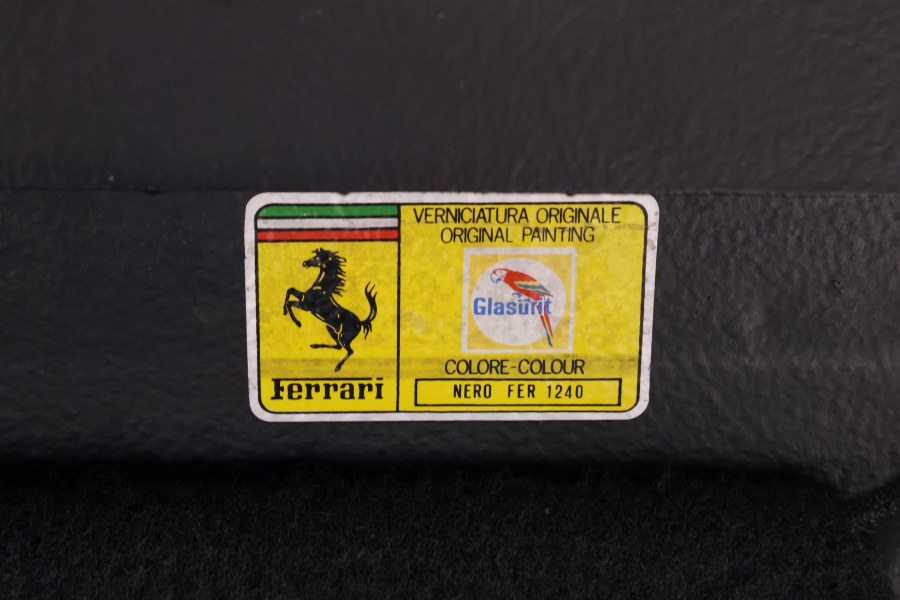 VERNICIATURA ORIGINALE
ORIGINAL PAINTING
Glasurit
COLORE-COLOUR
NERO FER 1240
Ferrari